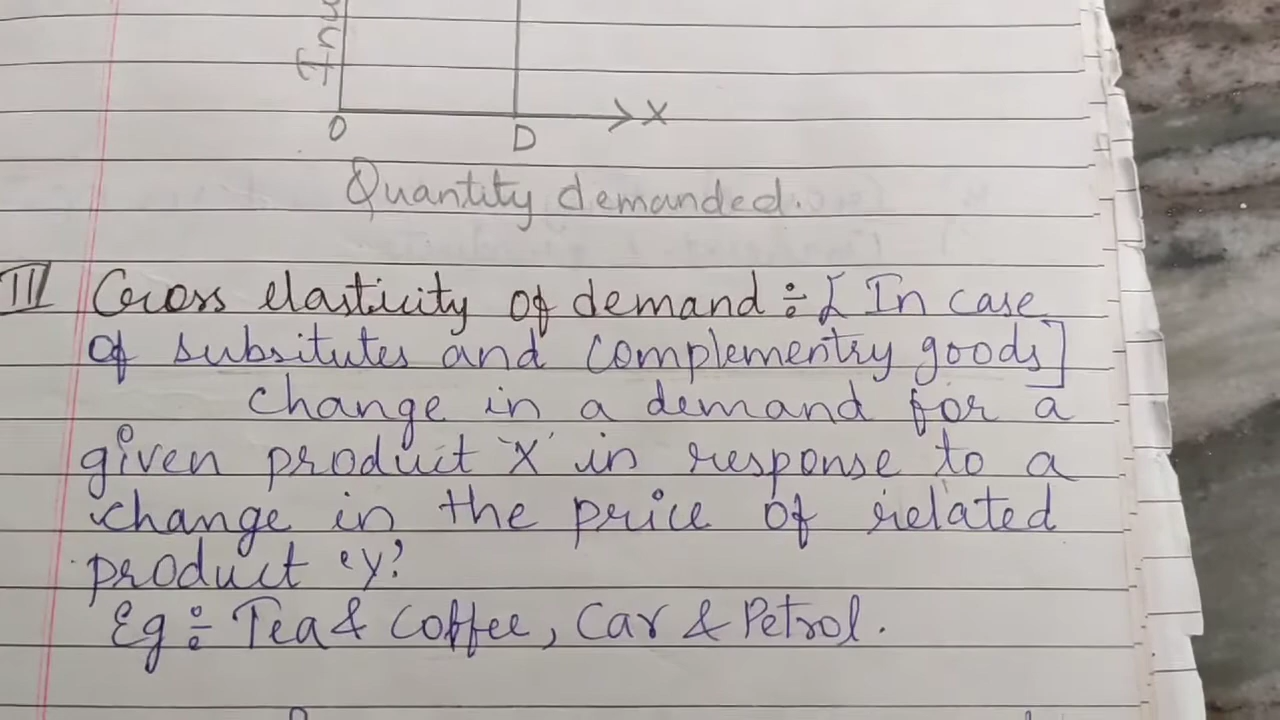 O D X
Quantity demanded.
III Cross elasticity of demand ÷ [ In case
of subsitutes and complementry goods]
change in a demand for a
given product 'X' in response to a
change in the price of related
product 'y'.
Eg ÷ Tea & Coffee, Car & Petrol.